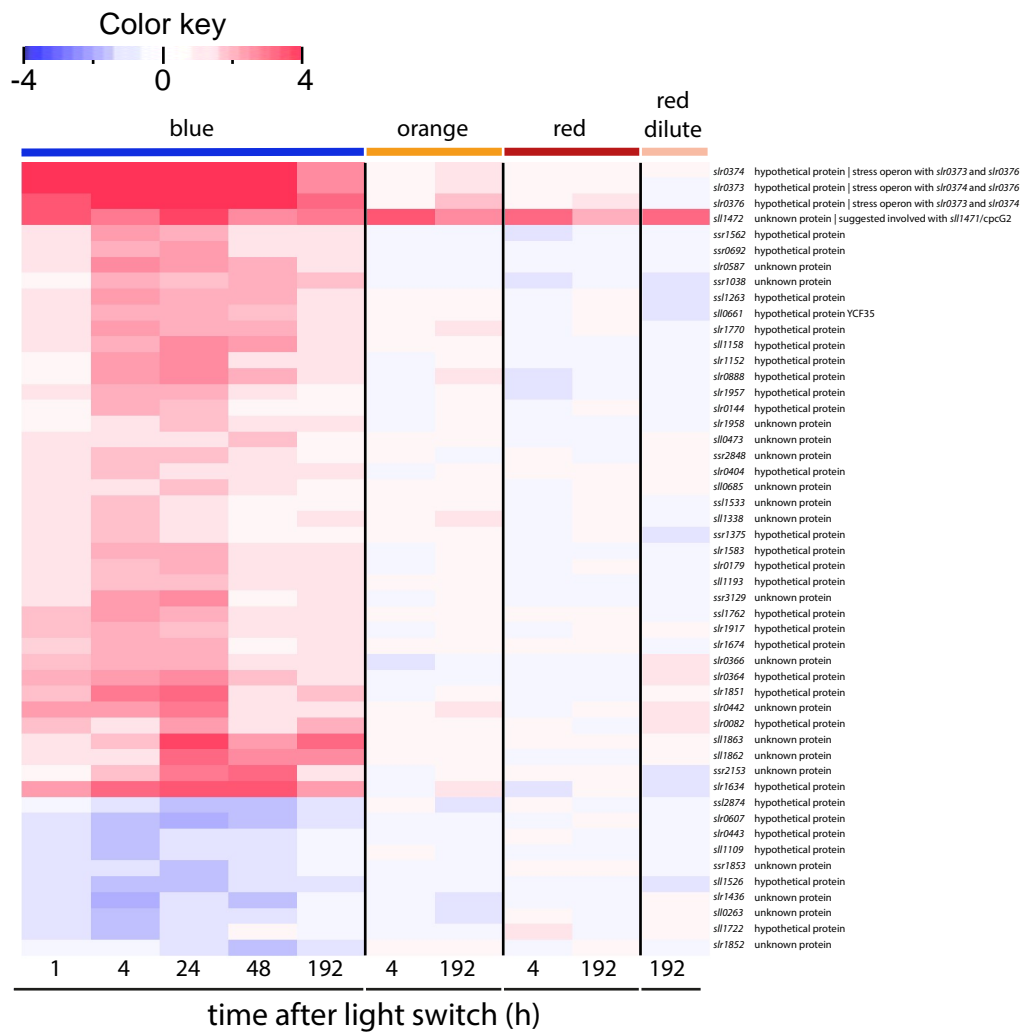 Color key
-4 0 4
blue orange red red dilute
slr0374 hypothetical protein | stress operon with slr0373 and slr0376
slr0373 hypothetical protein | stress operon with slr0374 and slr0376
slr0376 hypothetical protein | stress operon with slr0373 and slr0374
sll1472 unknown protein | suggested involved with sll1471/cpcG2
ssr1562 hypothetical protein
ssr0692 hypothetical protein
slr0587 unknown protein
ssr1038 unknown protein
ssl1263 hypothetical protein
sll0661 hypothetical protein YCF35
slr1770 hypothetical protein
sll1158 hypothetical protein
slr1152 hypothetical protein
slr0888 hypothetical protein
slr1957 hypothetical protein
slr0144 hypothetical protein
slr1958 unknown protein
sll0473 unknown protein
ssr2848 unknown protein
slr0404 hypothetical protein
sll0685 unknown protein
ssl1533 unknown protein
sll1338 unknown protein
ssr1375 hypothetical protein
slr1583 hypothetical protein
slr0179 hypothetical protein
sll1193 hypothetical protein
ssr3129 unknown protein
ssl1762 hypothetical protein
slr1917 hypothetical protein
slr1674 hypothetical protein
slr0366 unknown protein
slr0364 hypothetical protein
slr1851 hypothetical protein
slr0442 unknown protein
slr0082 hypothetical protein
sll1863 unknown protein
sll1862 unknown protein
ssr2153 unknown protein
slr1634 hypothetical protein
ssl2874 hypothetical protein
slr0607 hypothetical protein
slr0443 hypothetical protein
sll1109 hypothetical protein
ssr1853 unknown protein
sll1526 hypothetical protein
slr1436 unknown protein
sll0263 unknown protein
sll1722 hypothetical protein
slr1852 unknown protein
1 4 24 48 192 4 192 4 192 192
time after light switch (h)